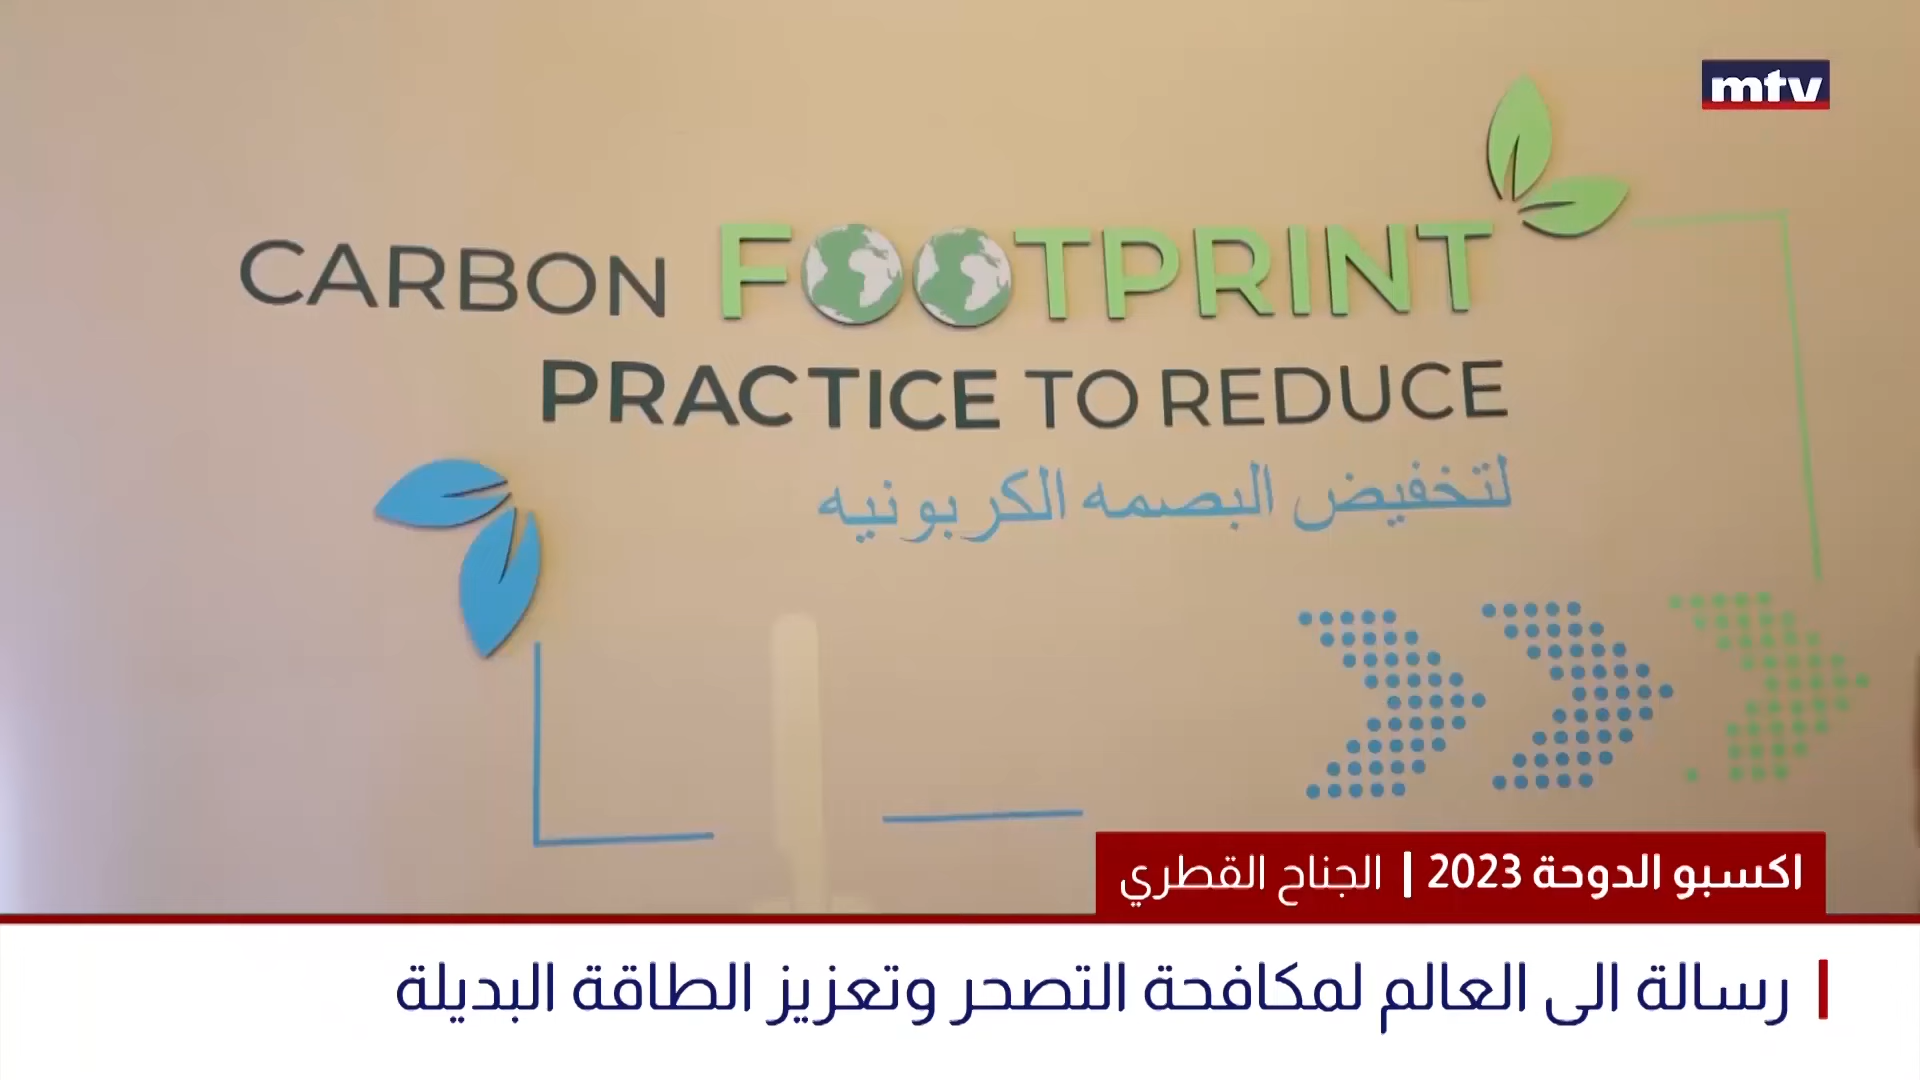 mtv
CARBON FOOTPRINT
PRACTICE TO REDUCE
لتخفيض البصمه الكربونيه
اكسبو الدوحة 2023 | الجناح القطري
رسالة الى العالم لمكافحة التصحر وتعزيز الطاقة البديلة